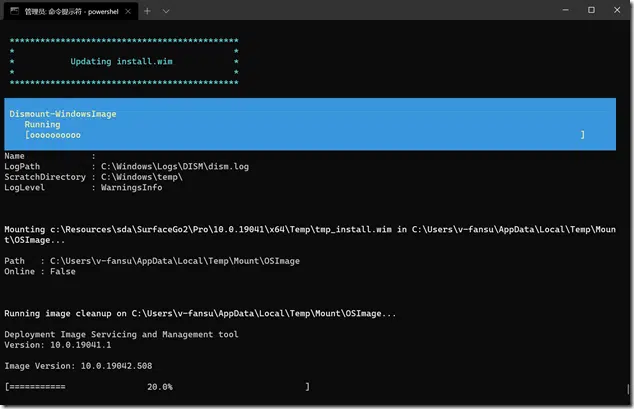 管理员: 命令提示符 - powershel
*********************************************
* *
* Updating install.wim *
* *
*********************************************
Dismount-WindowsImage
Running
[oooooooooo ]
Name :
LogPath : C:\Windows\Logs\DISM\dism.log
ScratchDirectory : C:\Windows\temp\
LogLevel : WarningsInfo
Mounting c:\Resources\sda\SurfaceGo2\Pro\10.0.19041\x64\Temp\tmp_install.wim in C:\Users\v-fansu\AppData\Local\Temp\Moun
t\OSImage...
Path : C:\Users\v-fansu\AppData\Local\Temp\Mount\OSImage
Online : False
Running image cleanup on C:\Users\v-fansu\AppData\Local\Temp\Mount\OSImage...
Deployment Image Servicing and Management tool
Version: 10.0.19041.1
Image Version: 10.0.19042.508
[=========== 20.0% ]